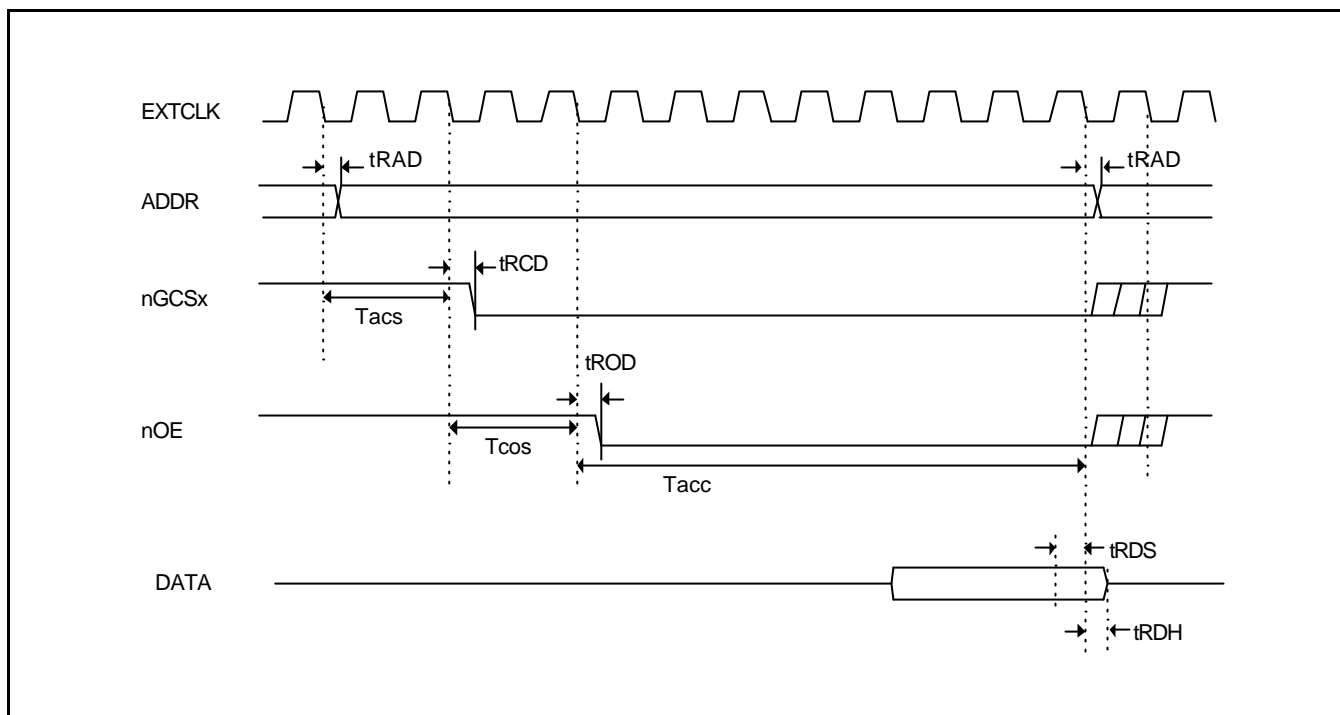 EXTCLK
tRAD
tRAD
ADDR
tRCD
nGCSx
Tacs
tROD
nOE
Tcos
Tacc
tRDS
DATA
tRDH